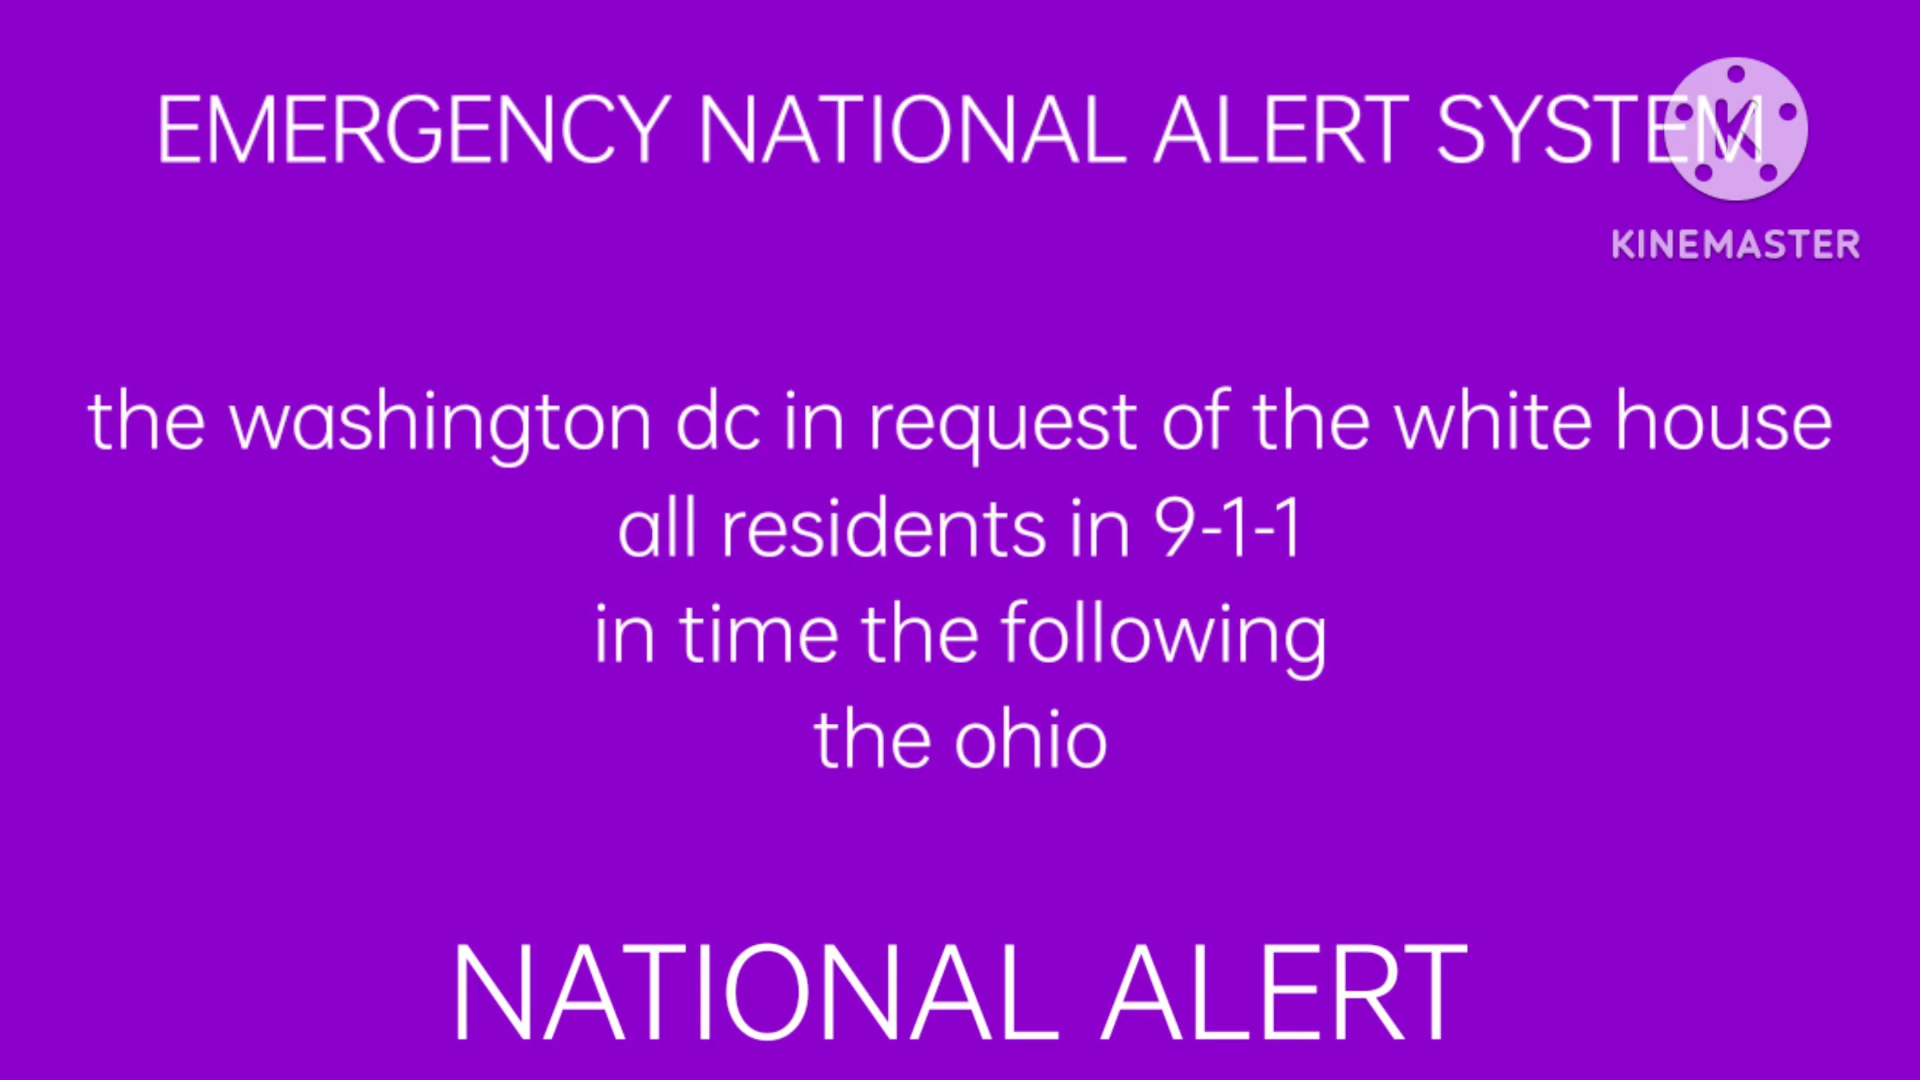 EMERGENCY NATIONAL ALERT SYSTEM
KINEMASTER
the washington dc in request of the white house
all residents in 9-1-1
in time the following
the ohio
NATIONAL ALERT